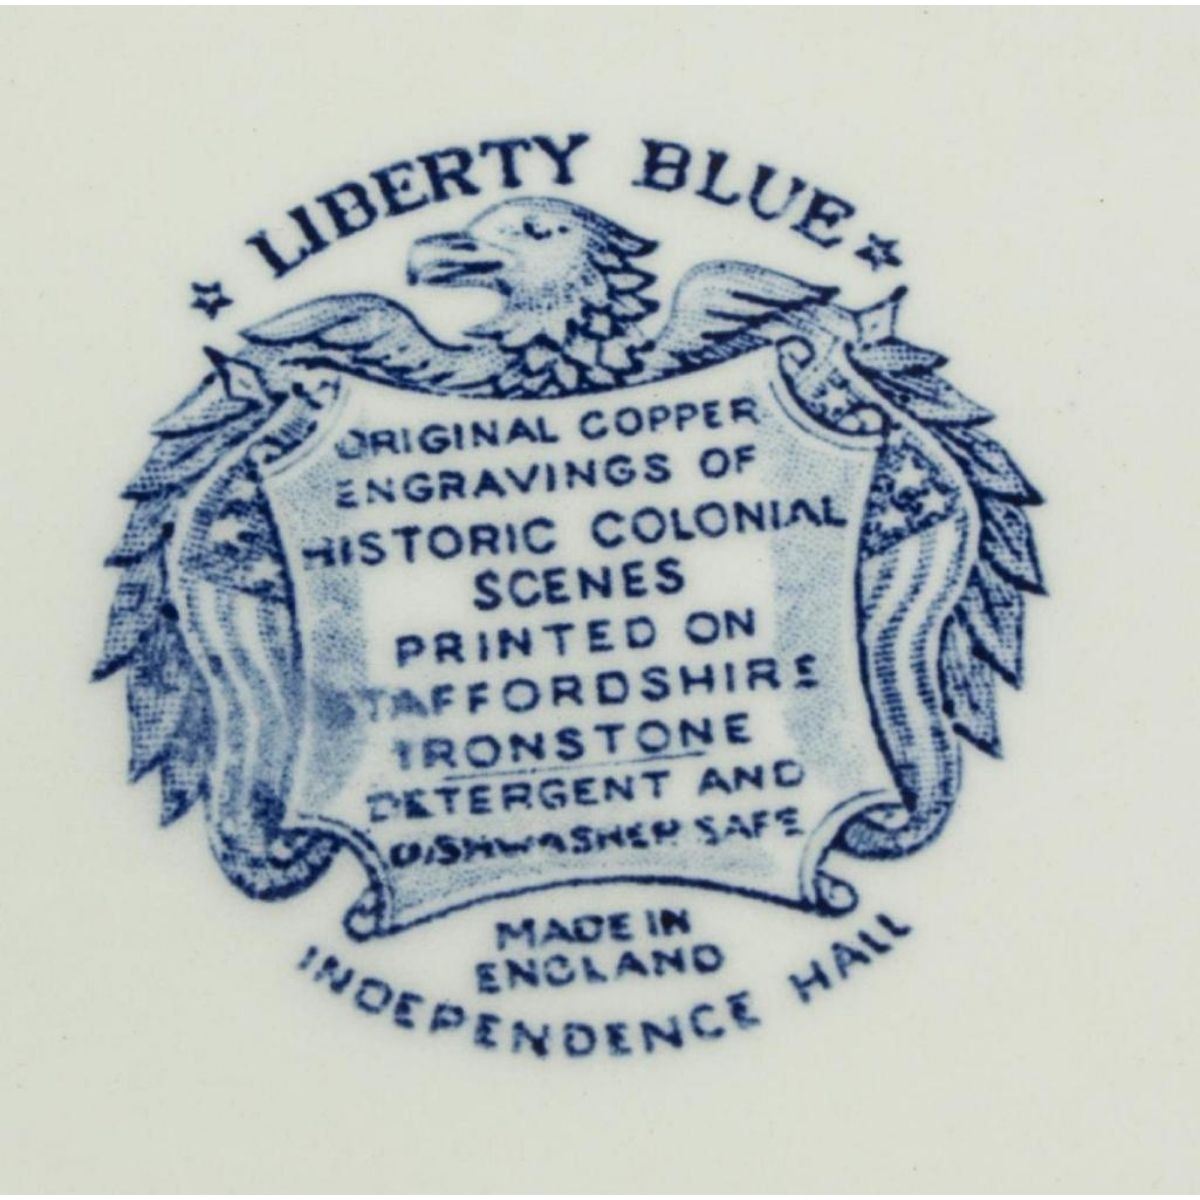 LIBERTY BLUE
ORIGINAL COPPER
ENGRAVINGS OF
HISTORIC COLONIAL
SCENES
PRINTED ON
STAFFORDSHIRE
IRONSTONE
DETERGENT AND
DISHWASHER SAFE
MADE IN
ENGLAND
INDEPENDENCE HALL